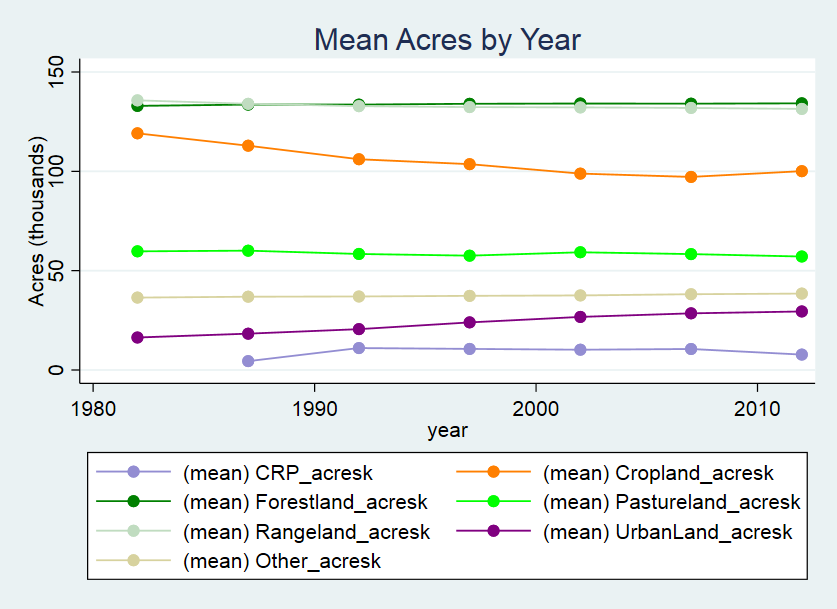 Mean Acres by Year
Acres (thousands)
150
100
50
0
1980 1990 2000 2010
year
(mean) CRP_acresk (mean) Cropland_acresk
(mean) Forestland_acresk (mean) Pastureland_acresk
(mean) Rangeland_acresk (mean) UrbanLand_acresk
(mean) Other_acresk